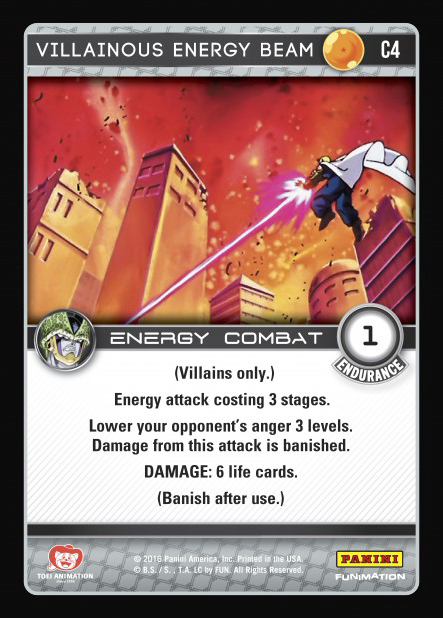 VILLAINOUS ENERGY BEAM C4
ENERGY COMBAT 1
ENDURANCE
(Villains only.)
Energy attack costing 3 stages.
Lower your opponent's anger 3 levels.
Damage from this attack is banished.
DAMAGE: 6 life cards.
(Banish after use.)
TOEI ANIMATION
© 2016 Panini America, Inc. Printed in the USA.
© B.S./ S., T.A. LC by FUN. All Rights Reserved.
PANINI
FUNIMATION